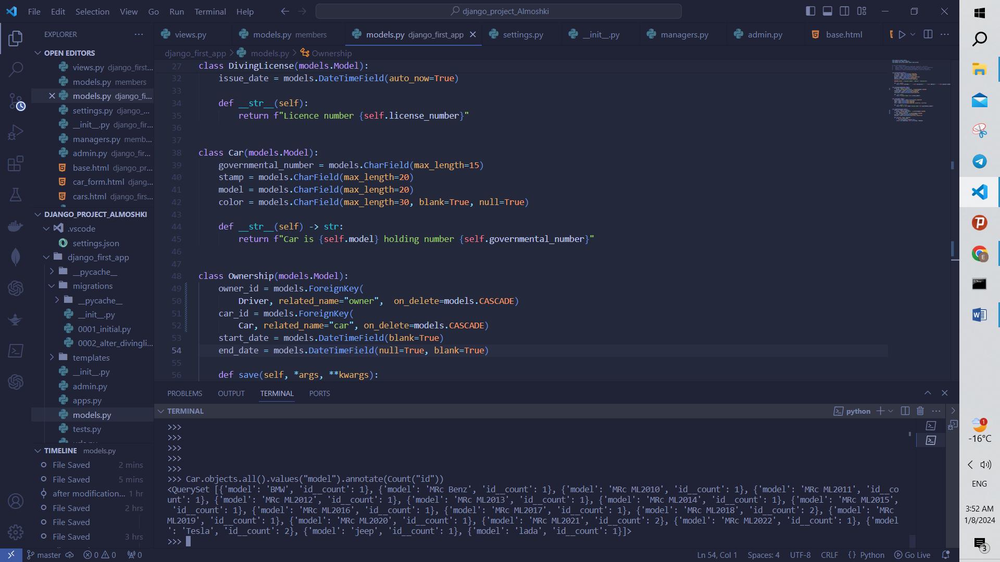 File Edit Selection View Go Run Terminal Help
django_project_Almoshki
EXPLORER
views.py
models.py members
models.py django_first_app
settings.py
__init__.py
managers.py
admin.py
base.html
OPEN EDITORS
views.py django_first...
models.py members
models.py django_fi...
settings.py django_...
__init__.py django_fir...
managers.py memb...
admin.py django_fir...
base.html django_pr...
car_form.html djang...
cars.html django_firs...
DJANGO_PROJECT_ALMOSHKI
.vscode
settings.json
django_first_app
__pycache__
migrations
__pycache__
__init__.py
0001_initial.py
0002_alter_divingli...
templates
__init__.py
admin.py
apps.py
models.py
tests.py
urls.py
TIMELINE models.py
File Saved 2 mins
File Saved 5 mins
after modification... 1 hr
File Saved 2 hrs
File Saved
File Saved 3 hrs
django_first_app > models.py > Ownership
27 class DivingLicense(models.Model):
32 issue_date = models.DateTimeField(auto_now=True)
33
34 def __str__(self):
35 return f"Licence number {self.license_number}"
36
37
38 class Car(models.Model):
39 governmental_number = models.CharField(max_length=15)
40 stamp = models.CharField(max_length=20)
41 model = models.CharField(max_length=20)
42 color = models.CharField(max_length=30, blank=True, null=True)
43
44 def __str__(self) -> str:
45 return f"Car is {self.model} holding number {self.governmental_number}"
46
47
48 class Ownership(models.Model):
49 owner_id = models.ForeignKey(
50 Driver, related_name="owner", on_delete=models.CASCADE)
51 car_id = models.ForeignKey(
52 Car, related_name="car", on_delete=models.CASCADE)
53 start_date = models.DateTimeField(blank=True)
54 end_date = models.DateTimeField(null=True, blank=True)
55
56 def save(self, *args, **kwargs):
PROBLEMS OUTPUT TERMINAL PORTS
TERMINAL
python
>>>
>>>
>>>
>>>
>>>
>>> Car.objects.all().values("model").annotate(Count("id"))
<QuerySet [{'model': 'BMW', 'id__count': 1}, {'model': 'MRc Benz', 'id__count': 1}, {'model': 'MRc ML2010', 'id__count': 1}, {'model': 'MRc ML2011', 'id__co
unt': 1}, {'model': 'MRc ML2012', 'id__count': 1}, {'model': 'MRc ML2013', 'id__count': 1}, {'model': 'MRc ML2014', 'id__count': 1}, {'model': 'MRc ML2015',
'id__count': 1}, {'model': 'MRc ML2016', 'id__count': 1}, {'model': 'MRc ML2017', 'id__count': 1}, {'model': 'MRc ML2018', 'id__count': 2}, {'model': 'MRc
ML2019', 'id__count': 1}, {'model': 'MRc ML2020', 'id__count': 1}, {'model': 'MRc ML2021', 'id__count': 2}, {'model': 'MRc ML2022', 'id__count': 1}, {'model
': 'Tesla', 'id__count': 2}, {'model': 'jeep', 'id__count': 1}, {'model': 'lada', 'id__count': 1}]>
>>>
master
0 0
0
Ln 54, Col 1 Spaces: 4 UTF-8 CRLF {} Python Go Live
E
W
1
-16°C
ENG
3:52 AM
1/8/2024
3